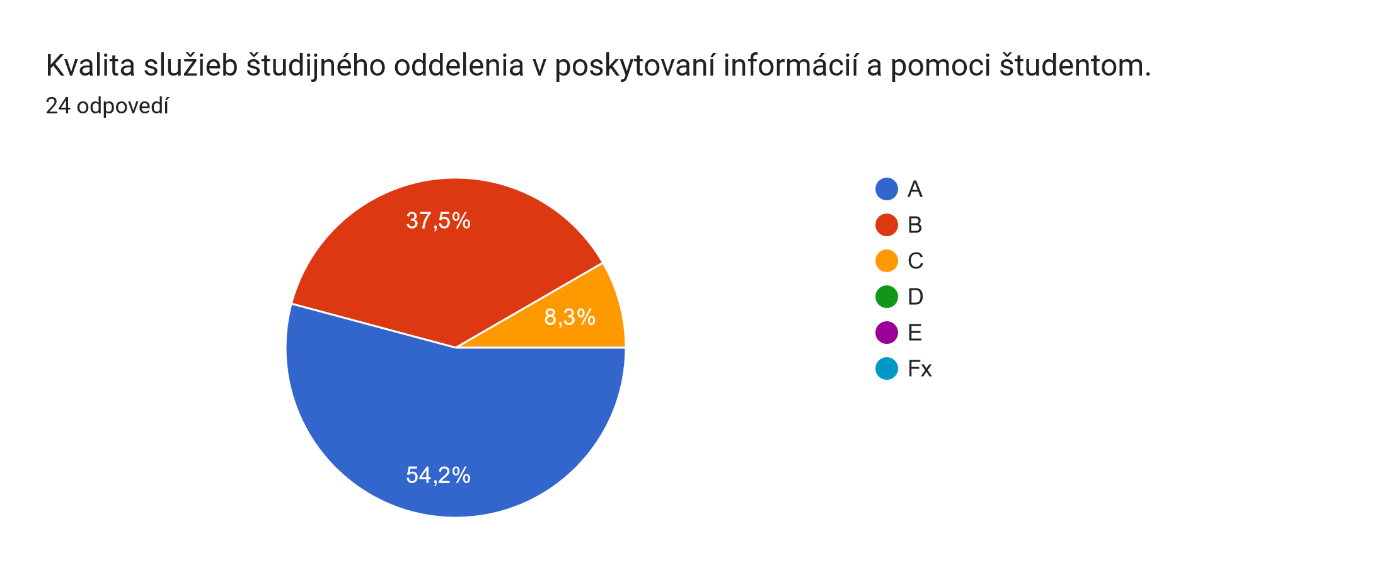 Kvalita služieb študijného oddelenia v poskytovaní informácií a pomoci študentom.
24 odpovedí
37,5%
8,3%
54,2%
A
B
C
D
E
Fx